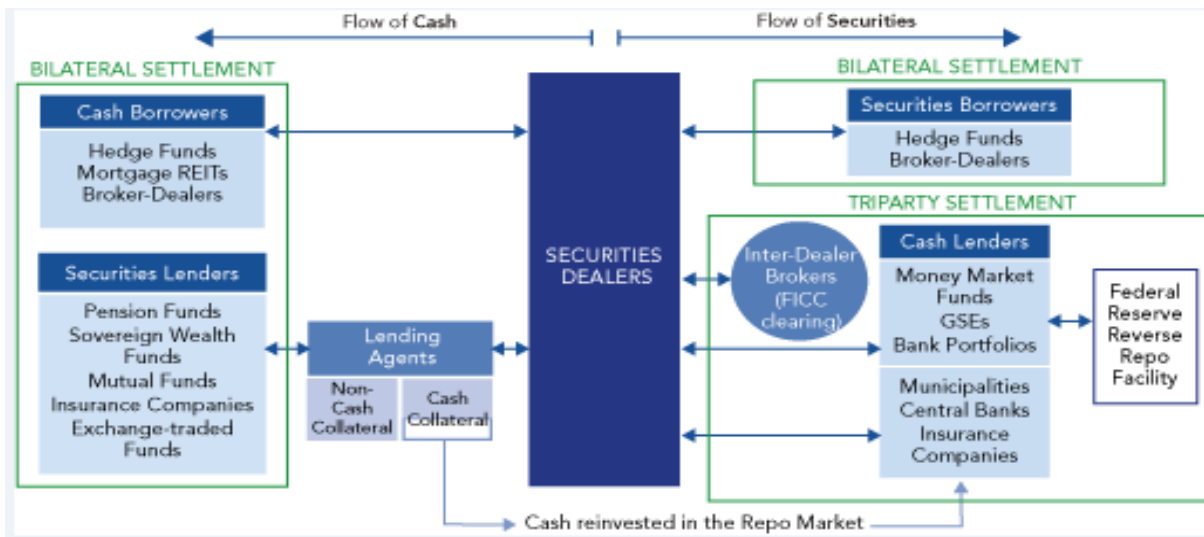 Flow of Cash
Flow of Securities
BILATERAL SETTLEMENT
Cash Borrowers
Hedge Funds
Mortgage REITs
Broker-Dealers
Securities Lenders
Pension Funds
Sovereign Wealth
Funds
Mutual Funds
Insurance Companies
Exchange-traded
Funds
Lending
Agents
Non-
Cash
Collateral
Cash
Collateral
SECURITIES
DEALERS
BILATERAL SETTLEMENT
Securities Borrowers
Hedge Funds
Broker-Dealers
TRIPARTY SETTLEMENT
Inter-Dealer
Brokers
(FICC
clearing)
Cash Lenders
Money Market
Funds
GSEs
Bank Portfolios
Municipalities
Central Banks
Insurance
Companies
Federal
Reserve
Reverse
Repo
Facility
Cash reinvested in the Repo Market